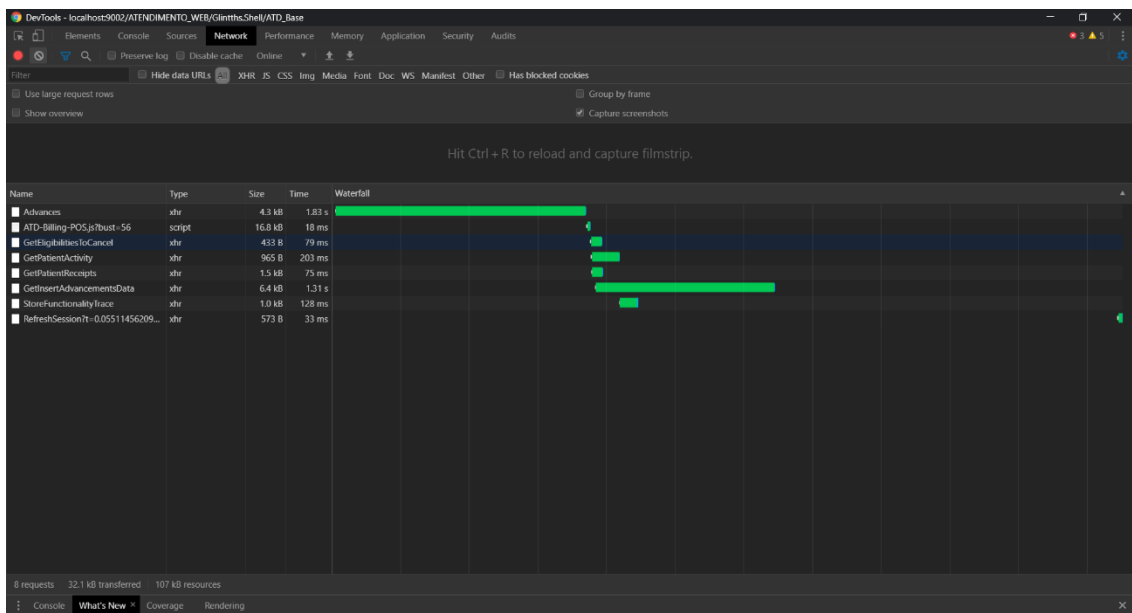 DevTools - localhost:9002/ATENDIMENTO_WEB/Glintths.Shell/ATD_Base
Elements Console Sources Network Performance Memory Application Security Audits 3 5
Preserve log Disable cache Online
Filter Hide data URLs All XHR JS CSS Img Media Font Doc WS Manifest Other Has blocked cookies
Use large request rows Group by frame
Show overview Capture screenshots
Hit Ctrl + R to reload and capture filmstrip.
Name Type Size Time Waterfall
Advances xhr 4.3 kB 1.83 s
ATD-Billing-POS.js?bust=56 script 16.8 kB 18 ms
GetEligibilitiesToCancel xhr 433 B 79 ms
GetPatientActivity xhr 965 B 203 ms
GetPatientReceipts xhr 1.5 kB 75 ms
GetInsertAdvancementsData xhr 6.4 kB 1.31 s
StoreFunctionalityTrace xhr 1.0 kB 128 ms
RefreshSession?t=0.05511456209... xhr 573 B 33 ms
8 requests 32.1 kB transferred 107 kB resources
Console What's New × Coverage Rendering